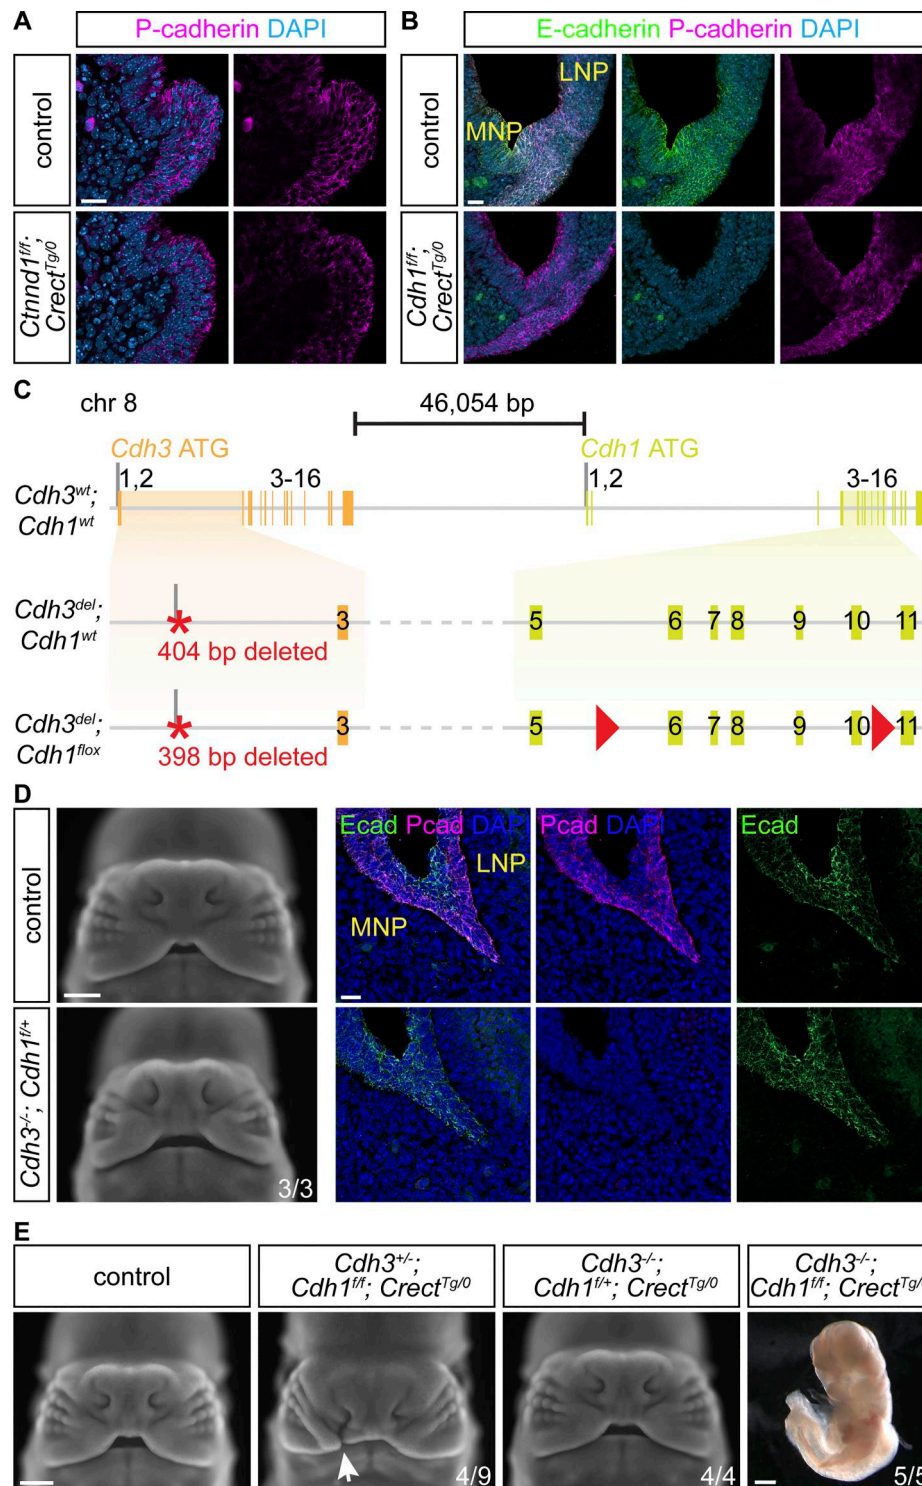 A
P-cadherin DAPI
control
Ctnnd1f/f;
CrectTg/0
B
E-cadherin P-cadherin DAPI
control
LNP
MNP
Cdh1f/f;
CrectTg/0
C
chr 8
46,054 bp
Cdh3 ATG
Cdh1 ATG
1,2
3-16
1,2
3-16
Cdh3wt;
Cdh1wt
Cdh3del;
Cdh1wt
*
404 bp deleted
3
5
6
7
8
9
10
11
Cdh3del;
Cdh1flox
*
398 bp deleted
3
5
6
7
8
9
10
11
D
control
Ecad Pcad DAPI
LNP
MNP
Pcad DAPI
Ecad
Cdh3-/-; Cdh1f/+
3/3
E
control
Cdh3+/-;
Cdh1f/f; CrectTg/0
4/9
Cdh3-/-;
Cdh1f/+; CrectTg/0
4/4
Cdh3-/-;
Cdh1f/f; CrectTg/
5/5